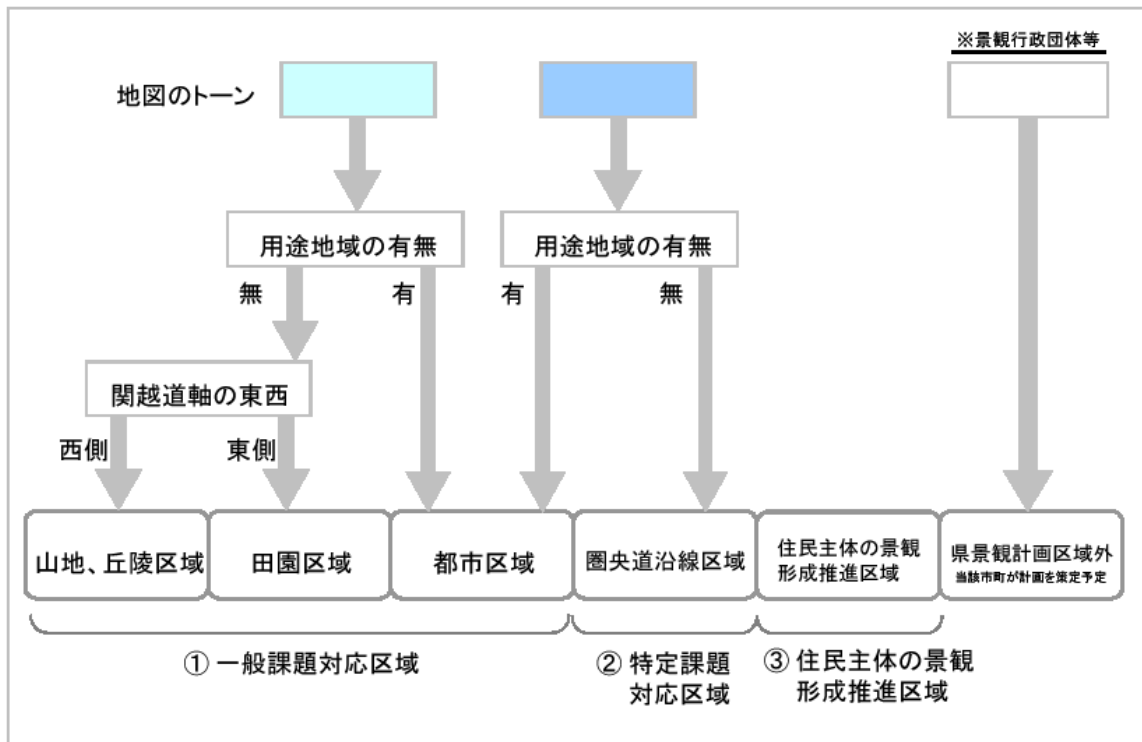 ※景観行政団体等
地図のトーン
用途地域の有無
用途地域の有無
無
有
有
無
関越道軸の東西
西側
東側
山地、丘陵区域
田園区域
都市区域
圏央道沿線区域
住民主体の景観
形成推進区域
県景観計画区域外
当該市町が計画を策定予定
① 一般課題対応区域
② 特定課題
対応区域
③ 住民主体の景観
形成推進区域